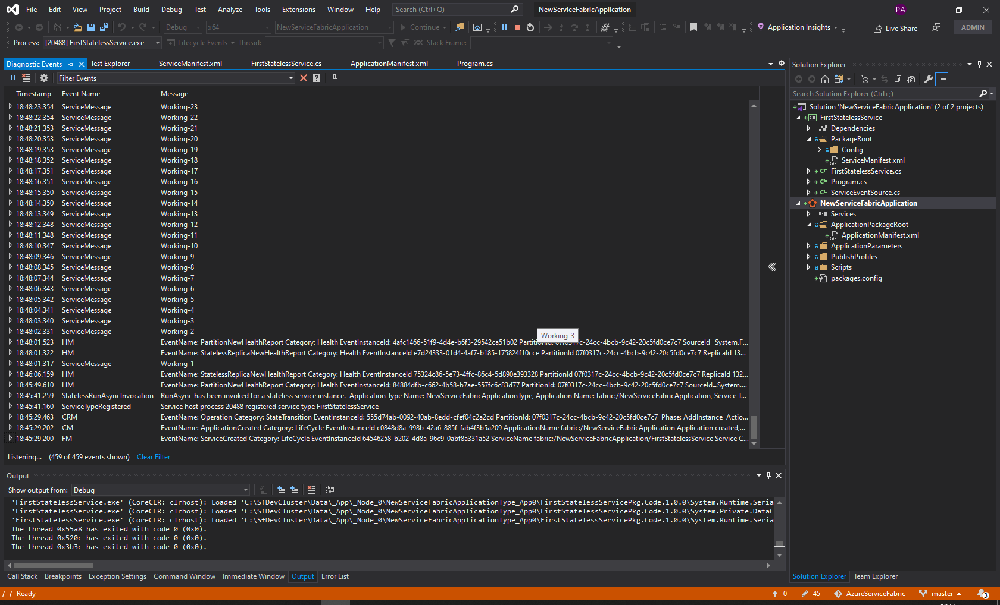 File Edit View Project Build Debug Test Analyze Tools Extensions Window Help Search (Ctrl+Q) NewServiceFabricApplication PA
Debug x64 NewServiceFabricApplication Continue Application Insights Live Share ADMIN
Process: [20488] FirstStatelessService.exe Lifecycle Events Thread: Stack Frame:
Diagnostic Events Test Explorer ServiceManifest.xml FirstStatelessService.cs ApplicationManifest.xml Program.cs
Filter Events
Timestamp Event Name Message
18:48:23.354 ServiceMessage Working-23
18:48:22.354 ServiceMessage Working-22
18:48:21.353 ServiceMessage Working-21
18:48:20.353 ServiceMessage Working-20
18:48:19.353 ServiceMessage Working-19
18:48:18.352 ServiceMessage Working-18
18:48:17.351 ServiceMessage Working-17
18:48:16.351 ServiceMessage Working-16
18:48:15.350 ServiceMessage Working-15
18:48:14.350 ServiceMessage Working-14
18:48:13.349 ServiceMessage Working-13
18:48:12.348 ServiceMessage Working-12
18:48:11.348 ServiceMessage Working-11
18:48:10.347 ServiceMessage Working-10
18:48:09.346 ServiceMessage Working-9
18:48:08.345 ServiceMessage Working-8
18:48:07.344 ServiceMessage Working-7
18:48:06.343 ServiceMessage Working-6
18:48:05.342 ServiceMessage Working-5
18:48:04.341 ServiceMessage Working-4
18:48:03.340 ServiceMessage Working-3
18:48:02.331 ServiceMessage Working-2
Working-3
18:48:01.523 HM EventName: PartitionNewHealthReport Category: Health EventInstanceId: 4afc1466-51f9-4d4e-b6f3-29542ca51b02 PartitionId: 07f0317c-24cc-4bcb-9c42-20c5fd0ce7c7 SourceId=System.F...
18:48:01.322 HM EventName: StatelessReplicaNewHealthReport Category: Health EventInstanceId e7d24333-01d4-4af7-b185-175824f10cce PartitionId 07f0317c-24cc-4bcb-9c42-20c5fd0ce7c7 ReplicaId 13...
18:48:01.317 ServiceMessage Working-1
18:46:06.159 HM EventName: StatelessReplicaNewHealthReport Category: Health EventInstanceId 75324c86-5e73-4ffc-86c4-5d890e393328 PartitionId 07f0317c-24cc-4bcb-9c42-20c5fd0ce7c7 ReplicaId 132...
18:45:49.610 HM EventName: PartitionNewHealthReport Category: Health EventInstanceId: 84884dfb-c662-4b58-b7ae-557fc6c83d77 PartitionId: 07f0317c-24cc-4bcb-9c42-20c5fd0ce7c7 SourceId=System....
18:45:41.259 StatelessRunAsyncInvocation RunAsync has been invoked for a stateless service instance. Application Type Name: NewServiceFabricApplicationType, Application Name: fabric:/NewServiceFabricApplication, Service T...
18:45:41.160 ServiceTypeRegistered Service host process 20488 registered service type FirstStatelessService
18:45:29.463 CRM EventName: Operation Category: StateTransition EventInstanceId: 555d74ab-0092-40ab-8edd-cfef04c2a2cd PartitionId: 07f0317c-24cc-4bcb-9c42-20c5fd0ce7c7 Phase: AddInstance Actio...
18:45:29.202 CM EventName: ApplicationCreated Category: LifeCycle EventInstanceId c0848d8a-998b-42a6-885f-fab4f3b5a209 ApplicationName fabric:/NewServiceFabricApplication Application created,...
18:45:29.200 FM EventName: ServiceCreated Category: LifeCycle EventInstanceId 64546258-b202-4d8a-96c9-0abf8a331a52 ServiceName fabric:/NewServiceFabricApplication/FirstStatelessService Service C...
Listening... (459 of 459 events shown) Clear Filter
Output
Show output from: Debug
'FirstStatelessService.exe' (CoreCLR: clrhost): Loaded 'C:\SfDevCluster\Data\_App\_Node_0\NewServiceFabricApplicationType_App0\FirstStatelessServicePkg.Code.1.0.0\System.Runtime.Seria
'FirstStatelessService.exe' (CoreCLR: clrhost): Loaded 'C:\SfDevCluster\Data\_App\_Node_0\NewServiceFabricApplicationType_App0\FirstStatelessServicePkg.Code.1.0.0\System.Private.DataC
'FirstStatelessService.exe' (CoreCLR: clrhost): Loaded 'C:\SfDevCluster\Data\_App\_Node_0\NewServiceFabricApplicationType_App0\FirstStatelessServicePkg.Code.1.0.0\System.Runtime.Seria
The thread 0x55a8 has exited with code 0 (0x0).
The thread 0x520c has exited with code 0 (0x0).
The thread 0x3b3c has exited with code 0 (0x0).
Call Stack Breakpoints Exception Settings Command Window Immediate Window Output Error List
Solution Explorer
Search Solution Explorer (Ctrl+;)
Solution 'NewServiceFabricApplication' (2 of 2 projects)
FirstStatelessService
Dependencies
PackageRoot
Config
ServiceManifest.xml
FirstStatelessService.cs
Program.cs
ServiceEventSource.cs
NewServiceFabricApplication
Services
ApplicationPackageRoot
ApplicationManifest.xml
ApplicationParameters
PublishProfiles
Scripts
packages.config
Solution Explorer Team Explorer
Ready 0 45 AzureServiceFabric master 3